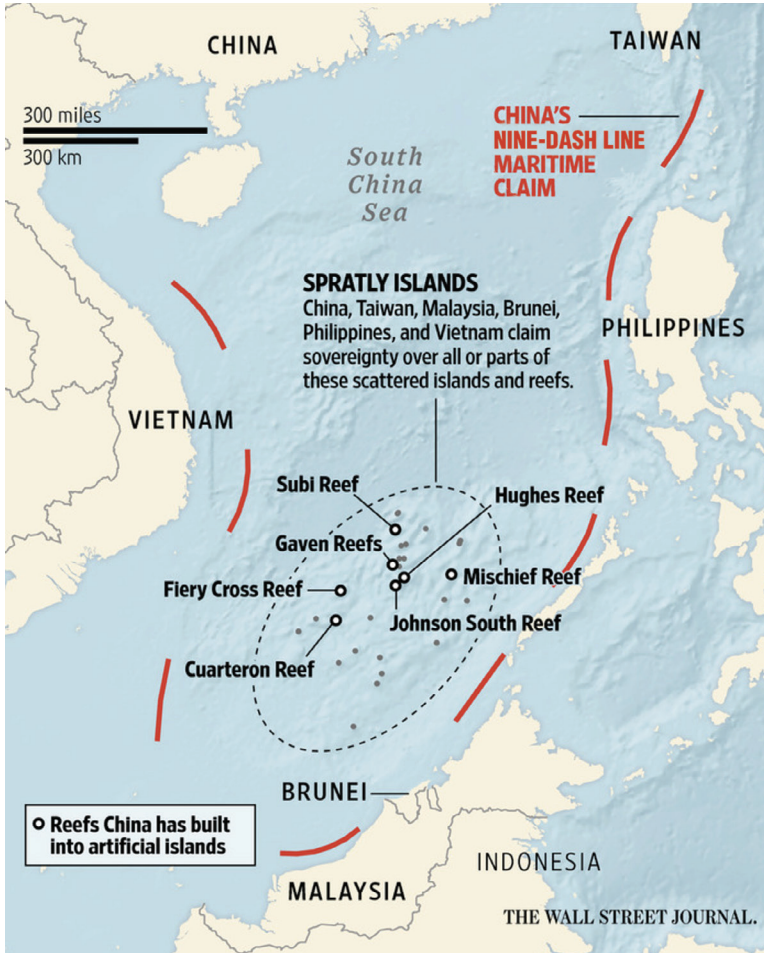 CHINA
TAIWAN
300 miles
300 km
CHINA'S
NINE-DASH LINE
MARITIME
CLAIM
South
China
Sea
SPRATLY ISLANDS
China, Taiwan, Malaysia, Brunei,
Philippines, and Vietnam claim
sovereignty over all or parts of
these scattered islands and reefs.
PHILIPPINES
VIETNAM
Subi Reef
Hughes Reef
Gaven Reefs
Mischief Reef
Fiery Cross Reef
Johnson South Reef
Cuarteron Reef
BRUNEI
Reefs China has built
into artificial islands
INDONESIA
MALAYSIA
THE WALL STREET JOURNAL.